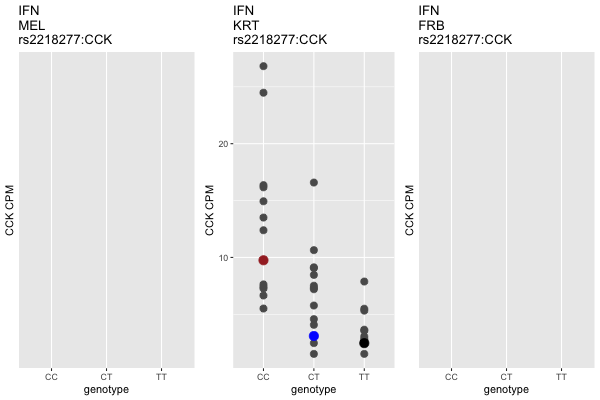 IFN
MEL
rs2218277:CCK
CCK CPM
CC CT TT
genotype
IFN
KRT
rs2218277:CCK
CCK CPM
20
10
CC CT TT
genotype
IFN
FRB
rs2218277:CCK
CCK CPM
CC CT TT
genotype